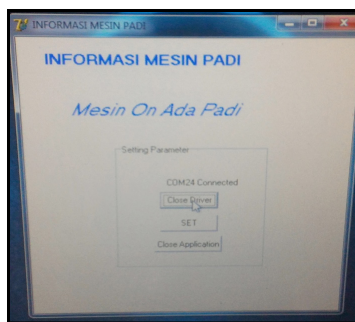 INFORMASI MESIN PADI
INFORMASI MESIN PADI
Mesin On Ada Padi
Setting Parameter
COM24 Connected
Close Driver
SET
Close Application